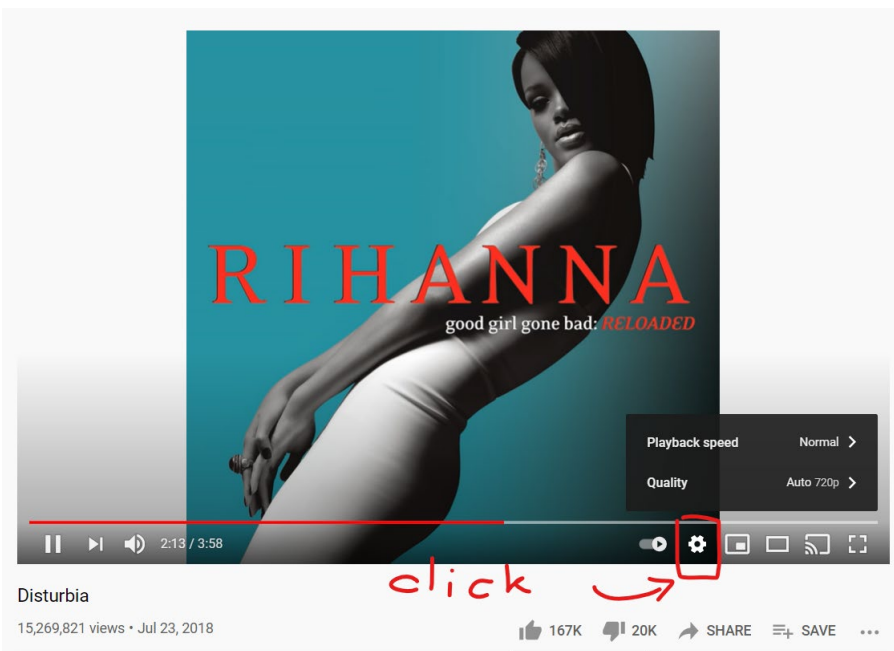 RIHANNA
good girl gone bad: RELOADED
Playback speed Normal
Quality Auto 720p
2:13 / 3:58
click
Disturbia
15,269,821 views • Jul 23, 2018 167K 20K SHARE SAVE